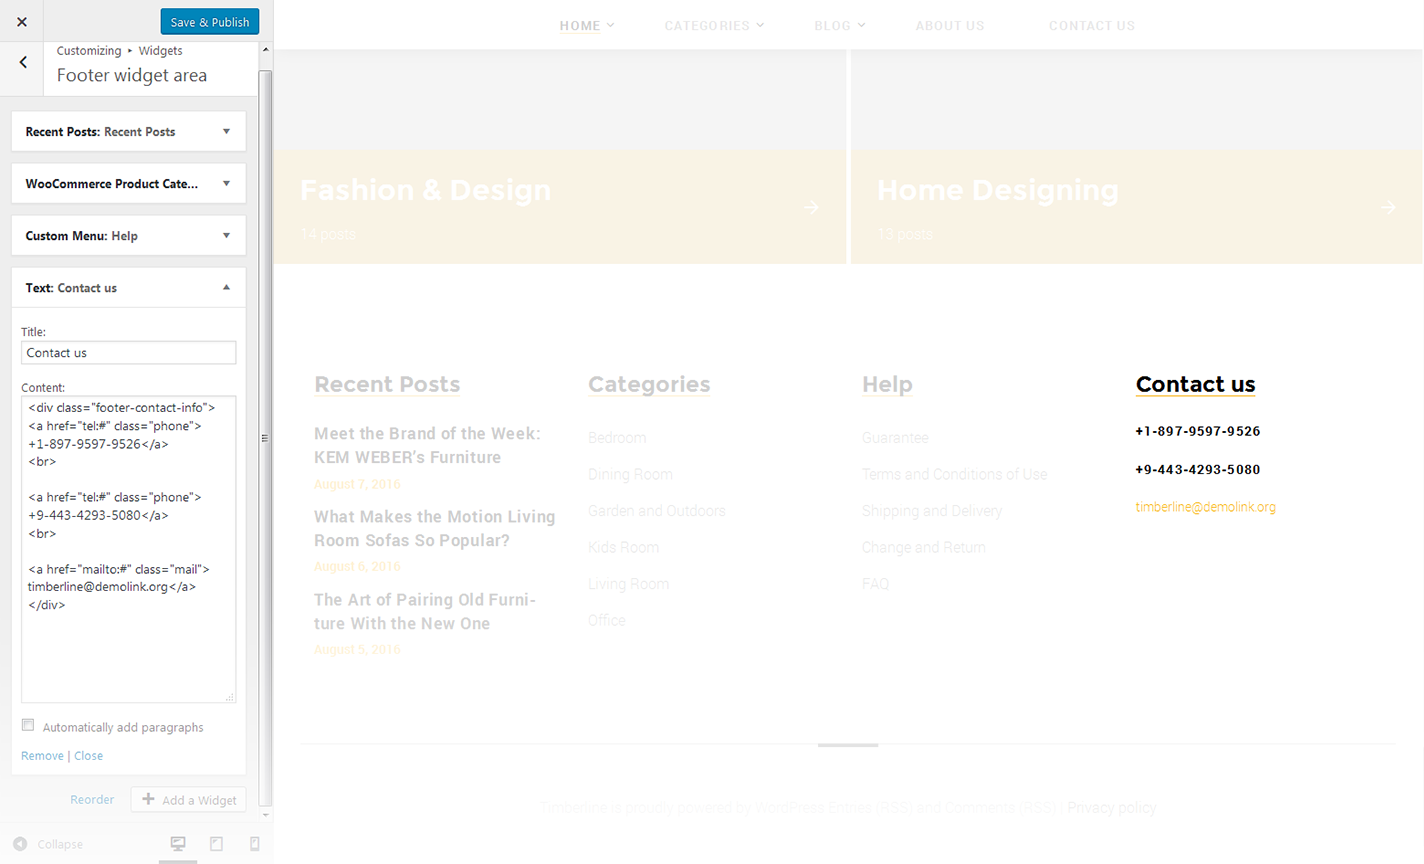 Save & Publish
Customizing ▸ Widgets
Footer widget area
Recent Posts: Recent Posts
WooCommerce Product Cate...
Custom Menu: Help
Text: Contact us
Title:
Contact us
Content:
<div class="footer-contact-info">
<a href="tel:#" class="phone">
+1-897-9597-9526</a>
<br>
<a href="tel:#" class="phone">
+9-443-4293-5080</a>
<br>
<a href="mailto:#" class="mail">
timberline@demolink.org</a>
</div>
Automatically add paragraphs
Remove | Close
Reorder
Add a Widget
Collapse
HOME
CATEGORIES
BLOG
ABOUT US
CONTACT US
Fashion & Design
14 posts
Home Designing
13 posts
Recent Posts
Meet the Brand of the Week:
KEM WEBER's Furniture
August 7, 2016
What Makes the Motion Living
Room Sofas So Popular?
August 6, 2016
The Art of Pairing Old Furni-
ture With the New One
August 5, 2016
Categories
Bedroom
Dining Room
Garden and Outdoors
Kids Room
Living Room
Office
Help
Guarantee
Terms and Conditions of Use
Shipping and Delivery
Change and Return
FAQ
Contact us
+1-897-9597-9526
+9-443-4293-5080
timberline@demolink.org
Timberline is proudly powered by WordPress Entries (RSS) and Comments (RSS) | Privacy policy